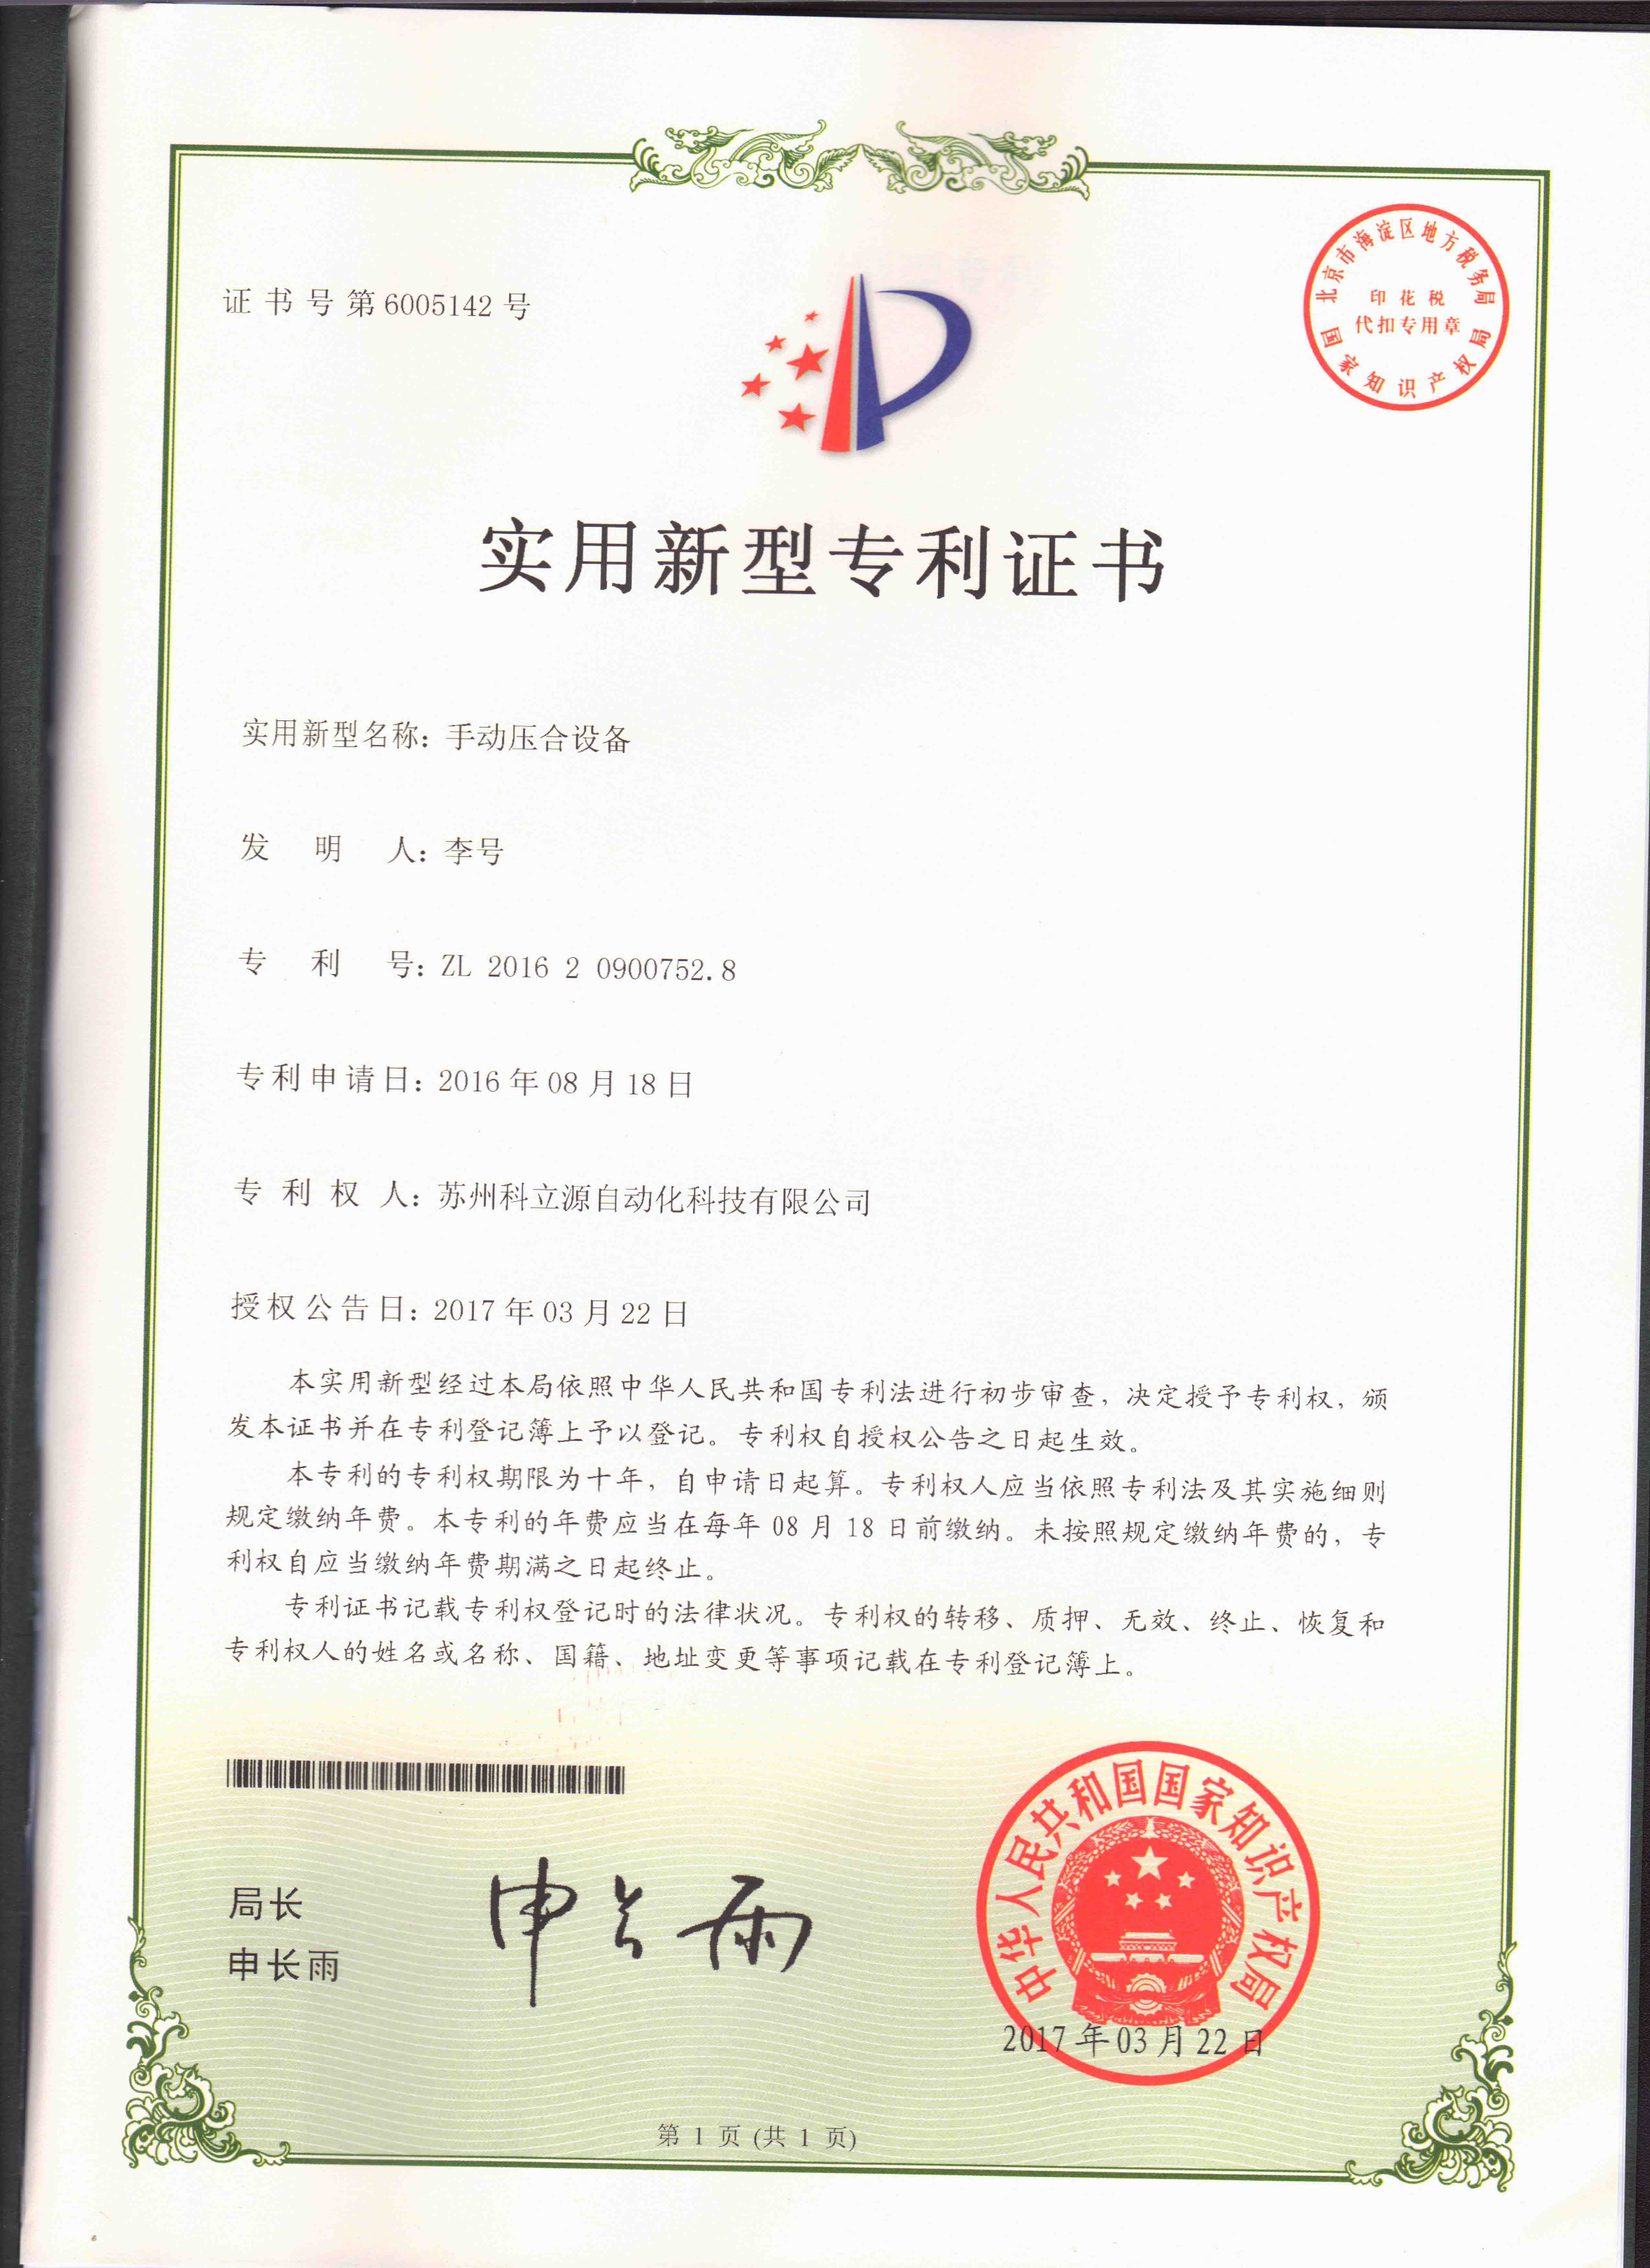 证书号第6005142号
北京市海淀区地方税务局
印花税
代扣专用章
国家知识产权局
实用新型专利证书
实用新型名称：手动压合设备
发明人：李号
专利号：ZL 2016 2 0900752.8
专利申请日：2016年08月18日
专利权人：苏州科立源自动化科技有限公司
授权公告日：2017年03月22日
本实用新型经过本局依照中华人民共和国专利法进行初步审查，决定授予专利权，颁
发本证书并在专利登记簿上予以登记。专利权自授权公告之日起生效。
本专利的专利权期限为十年，自申请日起算。专利权人应当依照专利法及其实施细则
规定缴纳年费。本专利的年费应当在每年08月18日前缴纳。未按照规定缴纳年费的，专
利权自应当缴纳年费期满之日起终止。
专利证书记载专利权登记时的法律状况。专利权的转移、质押、无效、终止、恢复和
专利权人的姓名或名称、国籍、地址变更等事项记载在专利登记簿上。
局长
申长雨
申长雨
中华人民共和国国家知识产权局
2017年03月22日
第1页(共1页)